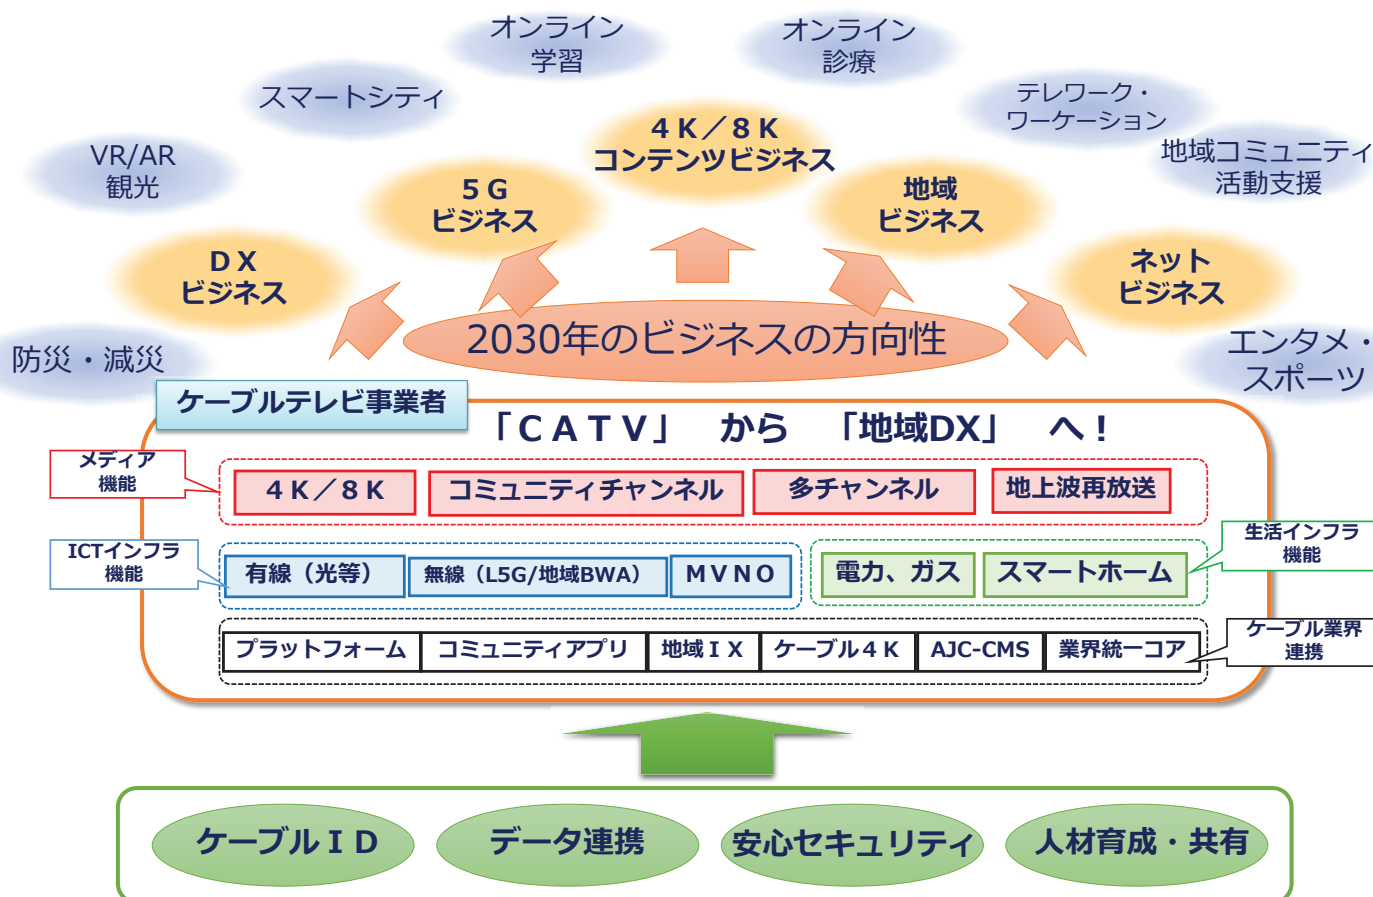 オンライン
学習
オンライン
診療
スマートシティ
テレワーク・
ワーケーション
４Ｋ／８Ｋ
コンテンツビジネス
VR/AR
観光
地域コミュニティ
活動支援
５Ｇ
ビジネス
地域
ビジネス
ＤＸ
ビジネス
ネット
ビジネス
防災・減災
2030年のビジネスの方向性
エンタメ・
スポーツ
ケーブルテレビ事業者
「ＣＡＴＶ」　から　「地域DX」　へ！
メディア
機能
４Ｋ／８Ｋ
コミュニティチャンネル
多チャンネル
地上波再放送
ICTインフラ
機能
有線（光等）
無線（L5G/地域BWA）
ＭＶＮＯ
電力、ガス
スマートホーム
生活インフラ
機能
プラットフォーム
コミュニティアプリ
地域ＩＸ
ケーブル４Ｋ
AJC-CMS
業界統一コア
ケーブル業界
連携
ケーブルＩＤ
データ連携
安心セキュリティ
人材育成・共有